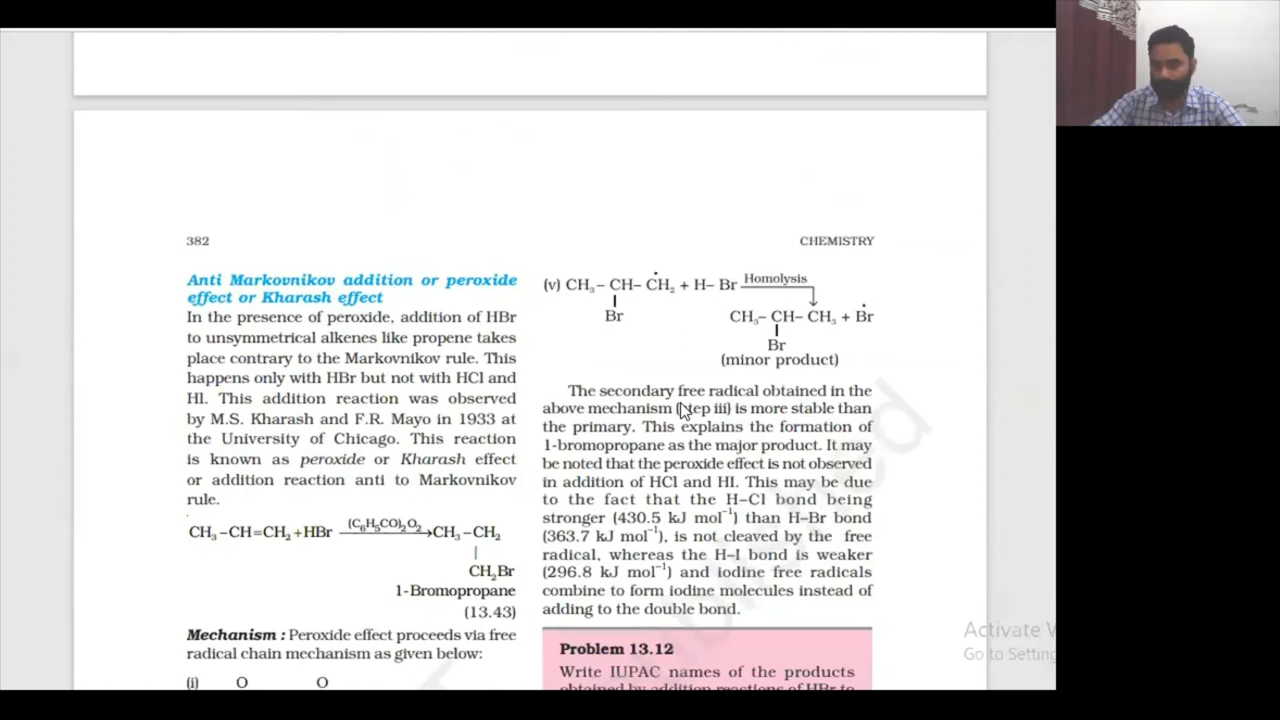 382
CHEMISTRY
Anti Markovnikov addition or peroxide
effect or Kharash effect
In the presence of peroxide, addition of HBr
to unsymmetrical alkenes like propene takes
place contrary to the Markovnikov rule. This
happens only with HBr but not with HCl and
HI. This addition reaction was observed
by M.S. Kharash and F.R. Mayo in 1933 at
the University of Chicago. This reaction
is known as peroxide or Kharash effect
or addition reaction anti to Markovnikov
rule.
CH₃ –CH=CH₂ +HBr (C₆H₅CO)₂O₂ → CH₃ –CH₂
|
CH₂Br
1-Bromopropane
(13.43)
Mechanism : Peroxide effect proceeds via free
radical chain mechanism as given below:
(i) O O
(v) CH₃ – CH– ĊH₂ + H– Br Homolysis
|
Br
CH₃– CH– CH₃ + Ḃr
|
Br
(minor product)
The secondary free radical obtained in the
above mechanism (step iii) is more stable than
the primary. This explains the formation of
1-bromopropane as the major product. It may
be noted that the peroxide effect is not observed
in addition of HCl and HI. This may be due
to the fact that the H–Cl bond being
stronger (430.5 kJ mol⁻¹) than H–Br bond
(363.7 kJ mol⁻¹), is not cleaved by the free
radical, whereas the H–I bond is weaker
(296.8 kJ mol⁻¹) and iodine free radicals
combine to form iodine molecules instead of
adding to the double bond.
Problem 13.12
Write IUPAC names of the products
obtained by addition reactions of HBr to
Activate W
Go to Setting